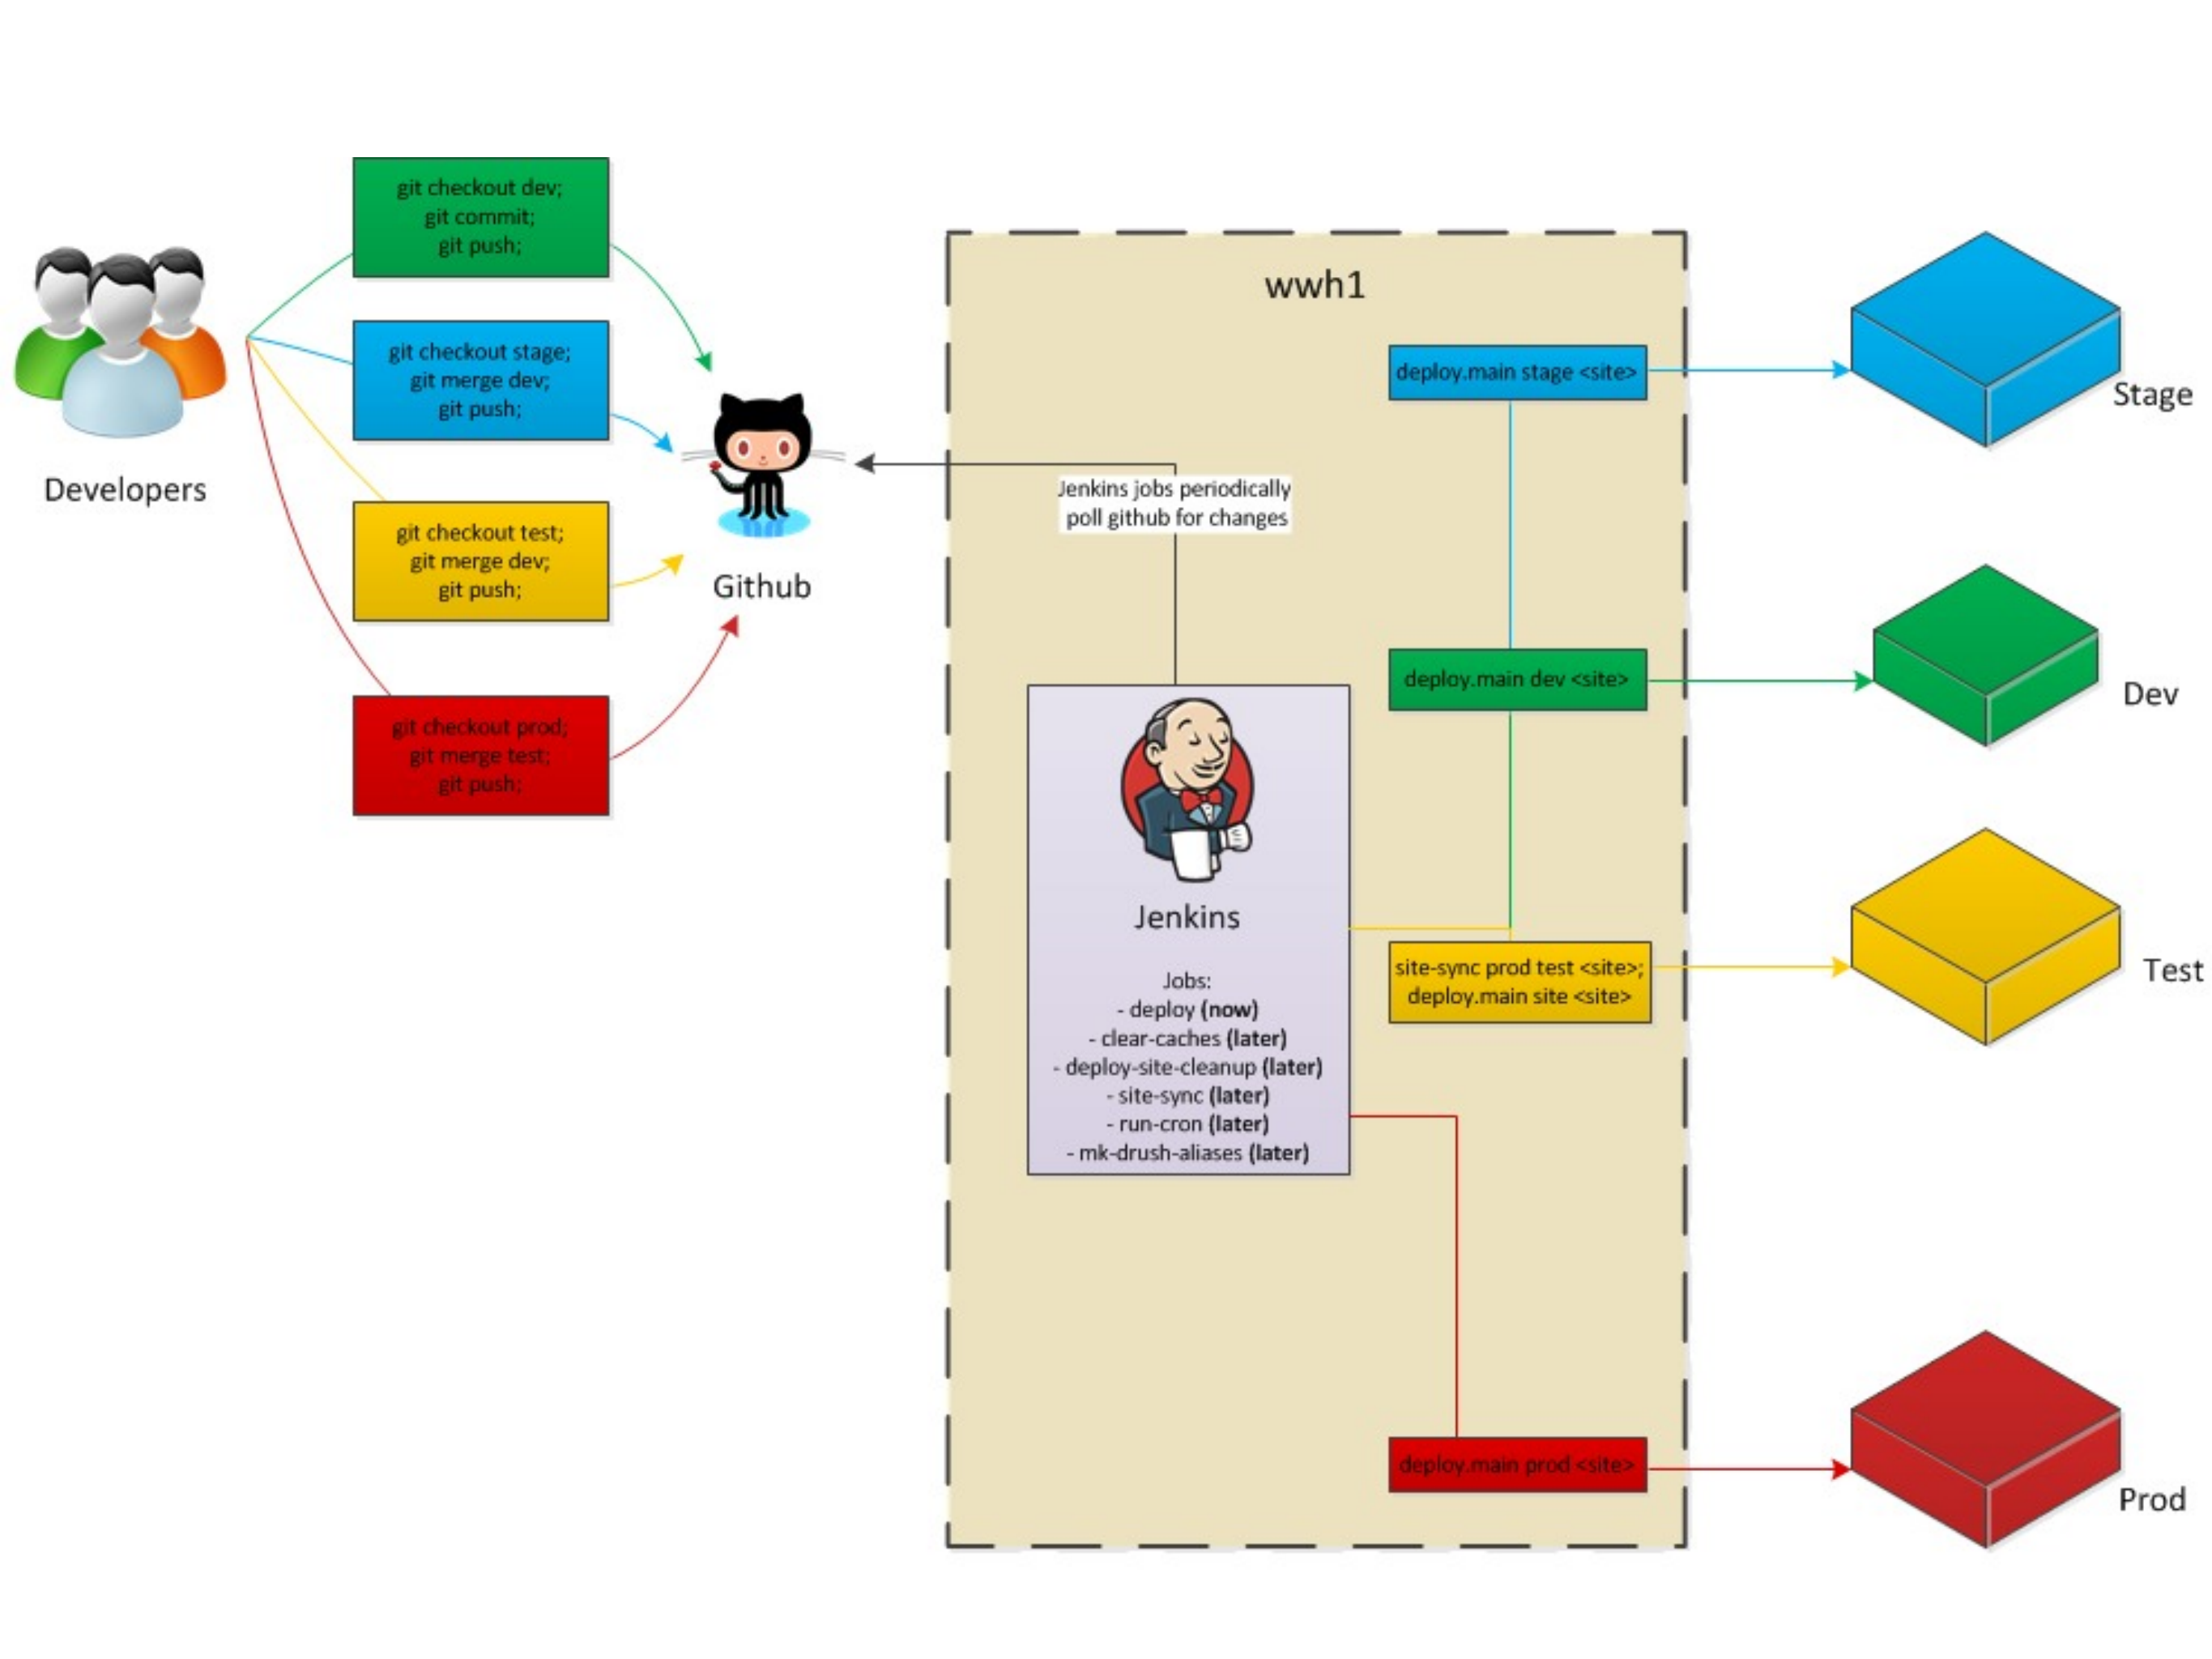 git checkout dev;
git commit;
git push;
git checkout stage;
git merge dev;
git push;
Developers
git checkout test;
git merge dev;
git push;
Github
git checkout prod;
git merge test;
git push;
wwh1
Jenkins jobs periodically
poll github for changes
Jenkins
Jobs:
- deploy (now)
- clear-caches (later)
- deploy-site-cleanup (later)
- site-sync (later)
- run-cron (later)
- mk-drush-aliases (later)
deploy.main stage <site>
Stage
deploy.main dev <site>
Dev
site-sync prod test <site>;
deploy.main site <site>
Test
deploy.main prod <site>
Prod